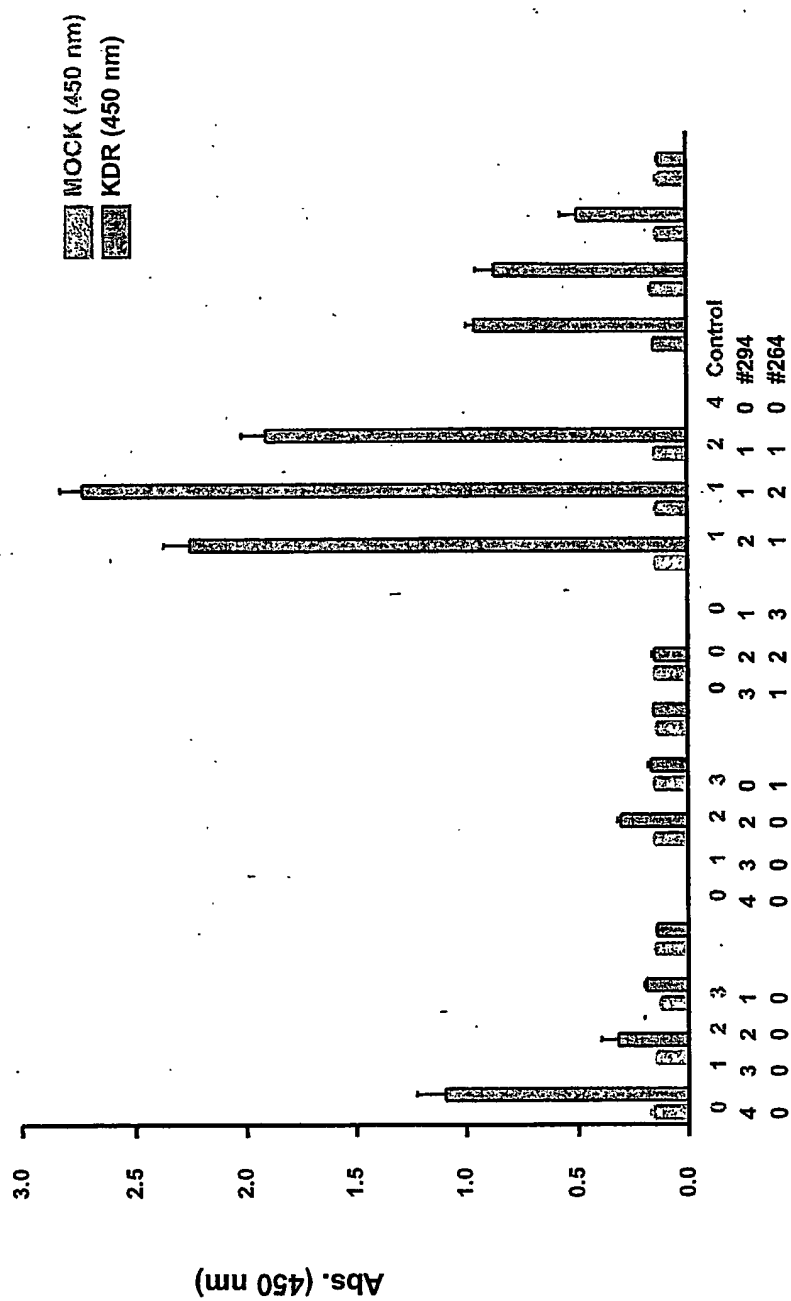 MOCK (450 nm)
KDR (450 nm)
Abs. (450 nm)
3.0
2.5
2.0
1.5
1.0
0.5
0.0
0 1 2 3 0 1 2 3 0 0 0 1 1 2 4 Control
4 3 2 1 4 3 2 0 3 2 1 2 1 1 0 #294
0 0 0 0 0 0 0 1 1 2 3 1 2 1 0 #264